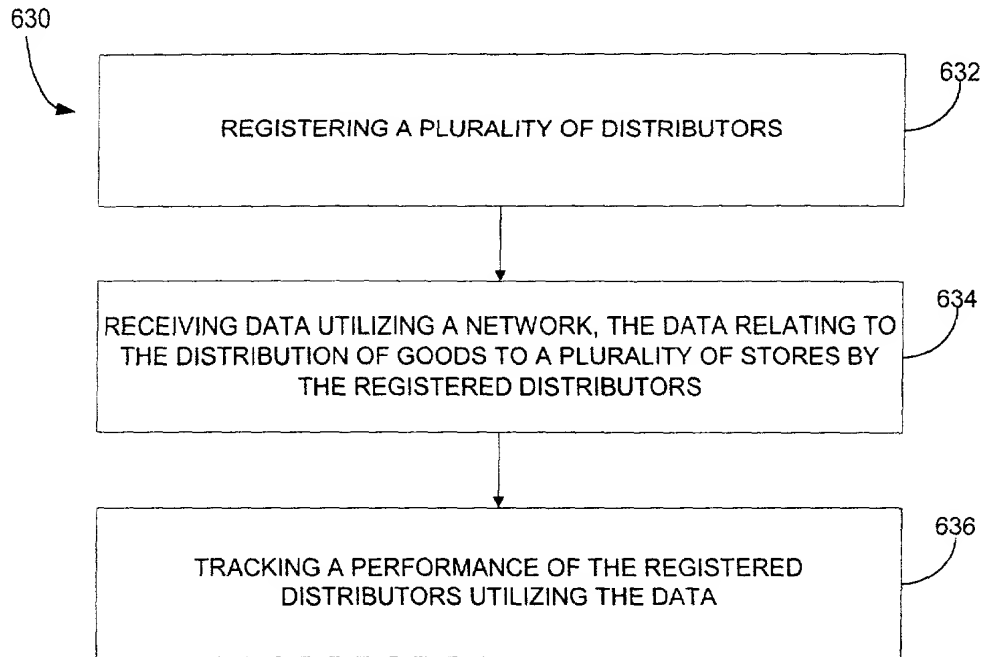 630
632
REGISTERING A PLURALITY OF DISTRIBUTORS
634
RECEIVING DATA UTILIZING A NETWORK, THE DATA RELATING TO
THE DISTRIBUTION OF GOODS TO A PLURALITY OF STORES BY
THE REGISTERED DISTRIBUTORS
636
TRACKING A PERFORMANCE OF THE REGISTERED
DISTRIBUTORS UTILIZING THE DATA